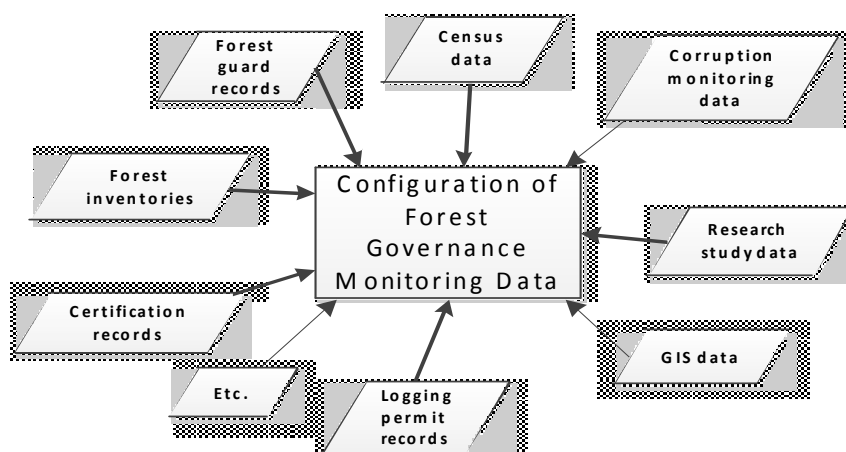 Forest
guard
records
Census
data
Corruption
monitoring
data
Forest
inventories
Configuration of
Forest
Governance
Monitoring Data
Research
study data
Certification
records
GIS data
Etc.
Logging
permit
records